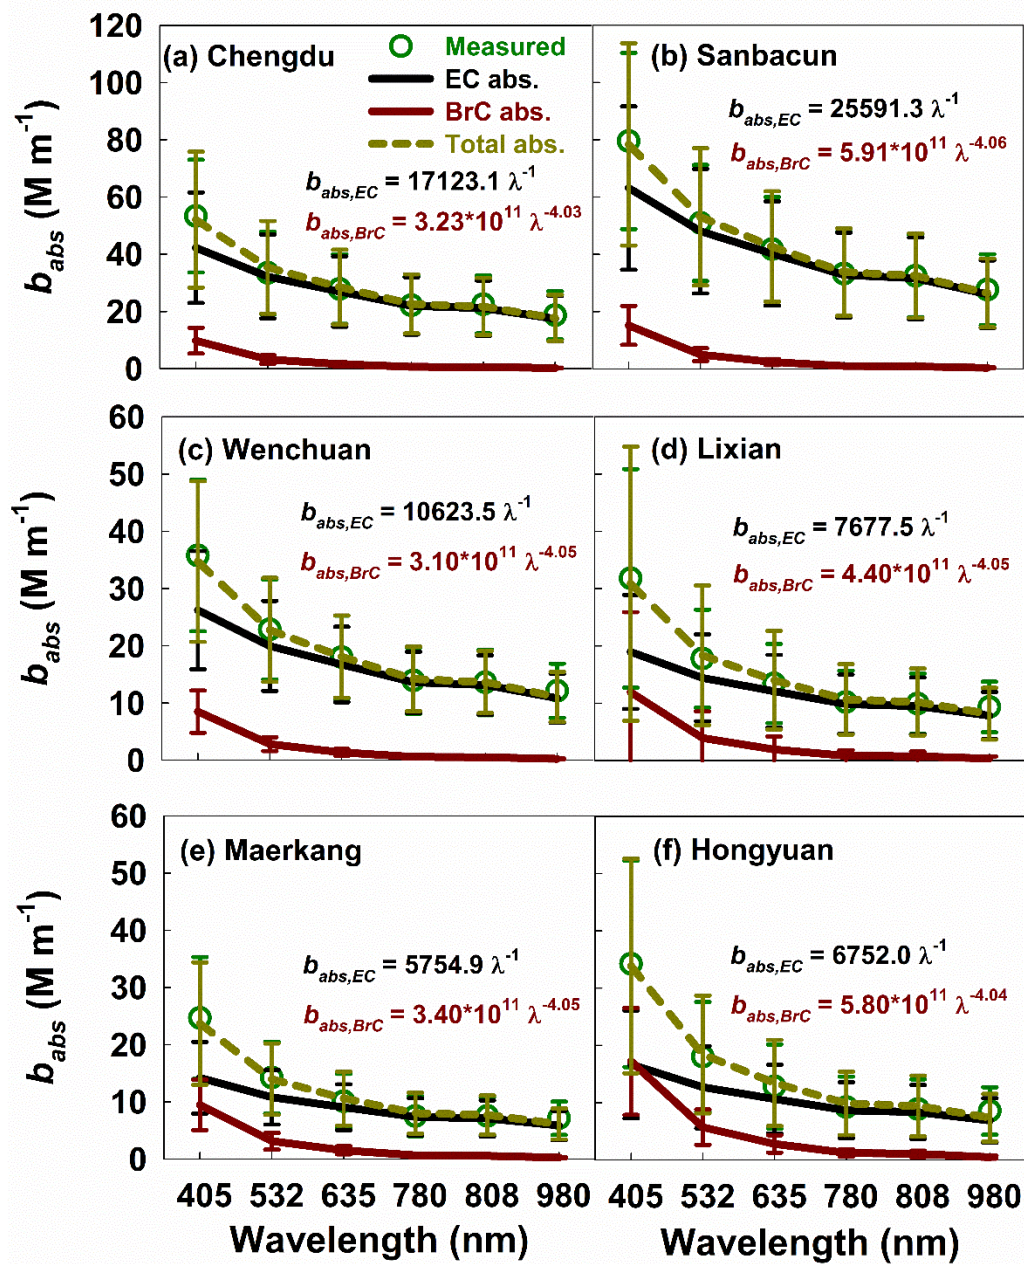 (a) Chengdu
Measured
EC abs.
BrC abs.
Total abs.
b_abs,EC = 17123.1 λ^-1
b_abs,BrC = 3.23*10^11 λ^-4.03
(b) Sanbacun
b_abs,EC = 25591.3 λ^-1
b_abs,BrC = 5.91*10^11 λ^-4.06
b_abs (M m^-1)
120
100
80
60
40
20
0
(c) Wenchuan
b_abs,EC = 10623.5 λ^-1
b_abs,BrC = 3.10*10^11 λ^-4.05
(d) Lixian
b_abs,EC = 7677.5 λ^-1
b_abs,BrC = 4.40*10^11 λ^-4.05
b_abs (M m^-1)
60
50
40
30
20
10
0
(e) Maerkang
b_abs,EC = 5754.9 λ^-1
b_abs,BrC = 3.40*10^11 λ^-4.05
(f) Hongyuan
b_abs,EC = 6752.0 λ^-1
b_abs,BrC = 5.80*10^11 λ^-4.04
b_abs (M m^-1)
60
50
40
30
20
10
0
405 532 635 780 808 980
405 532 635 780 808 980
Wavelength (nm)
Wavelength (nm)